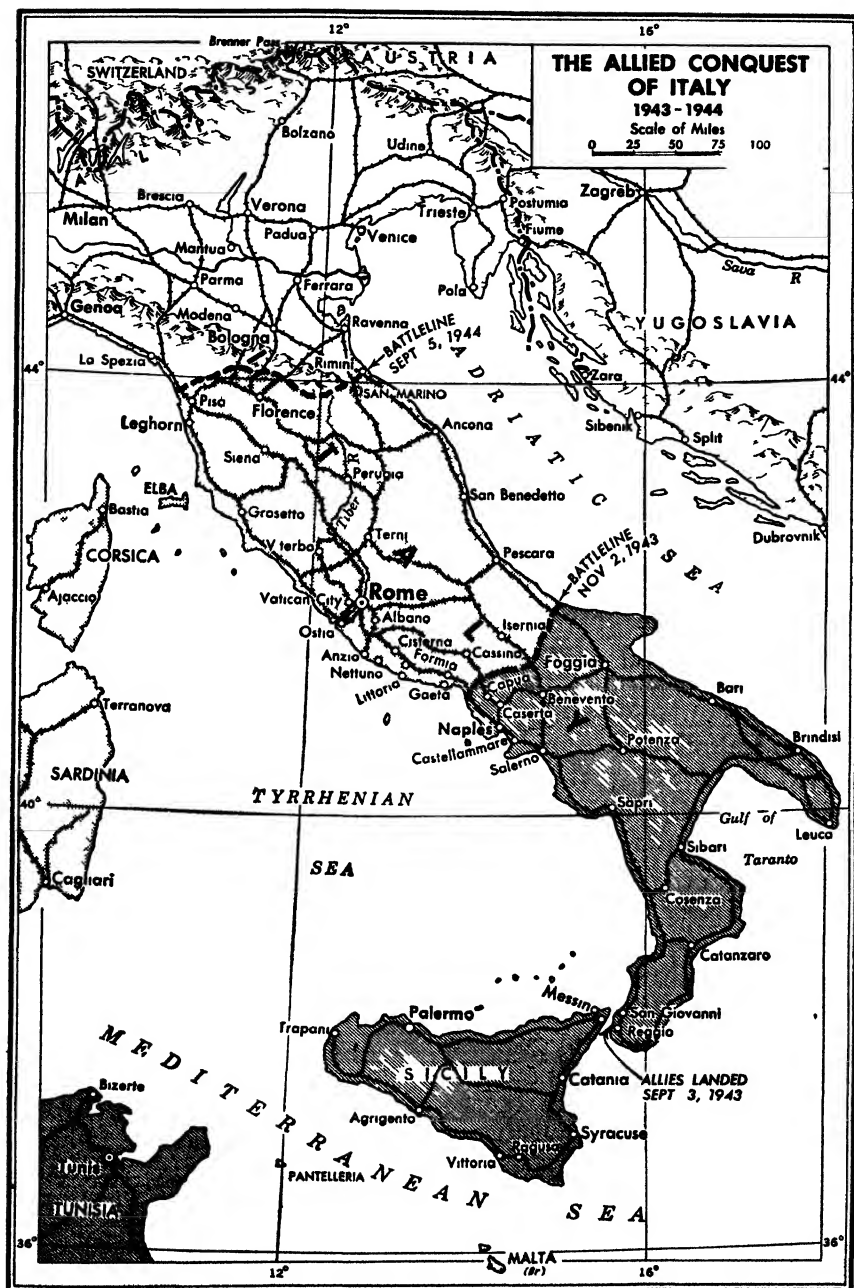 12°
16°
Brenner Pass
AUSTRIA
SWITZERLAND
THE ALLIED CONQUEST
OF ITALY
1943-1944
Scale of Miles
0 25 50 75 100
Bolzano
Udine
ALP
Brescia
Verona
Trieste
Postumia
Zagreb
Milan
Padua
Venice
Fiume
Mantua
Sava R
Parma
Ferrara
Pola
Genoa
Modena
Ravenna
Bologna
YUGOSLAVIA
BATTLELINE
SEPT 5, 1944
La Spezia
44°
Rimini
44°
Zara
SAN MARINO
Pisa
Florence
Leghorn
Ancona
Sibenik
Split
ADRIATIC SEA
Siena
Perugia
ELBA
San Benedetto
Bastia
Grosseto
Tiber R
Dubrovnik
CORSICA
Viterbo
Terni
Pescara
BATTLELINE
NOV 2, 1943
Ajaccio
Vatican City
Rome
Albano
Ostia
Isernia
Cisterna
Anzio
Formia
Cassino
Foggia
Nettuno
Littoria
Gaeta
Capua
Benevento
Bari
Terranova
Caserta
Naples
Castellammare
Potenza
Brindisi
Salerno
ITALY
SARDINIA
40°
TYRRHENIAN
SEA
Sapri
Gulf of
Taranto
Leuca
Sibari
Cagliari
Cosenza
Catanzaro
Messina
San Giovanni
Palermo
Reggio
Trapani
SICILY
Catania
ALLIES LANDED
SEPT 3, 1943
MEDITERRANEAN SEA
Bizerte
Agrigento
Syracuse
Tunis
Vittoria
Ragusa
PANTELLERIA
TUNISIA
36°
12°
16°
36°
MALTA
(Br)